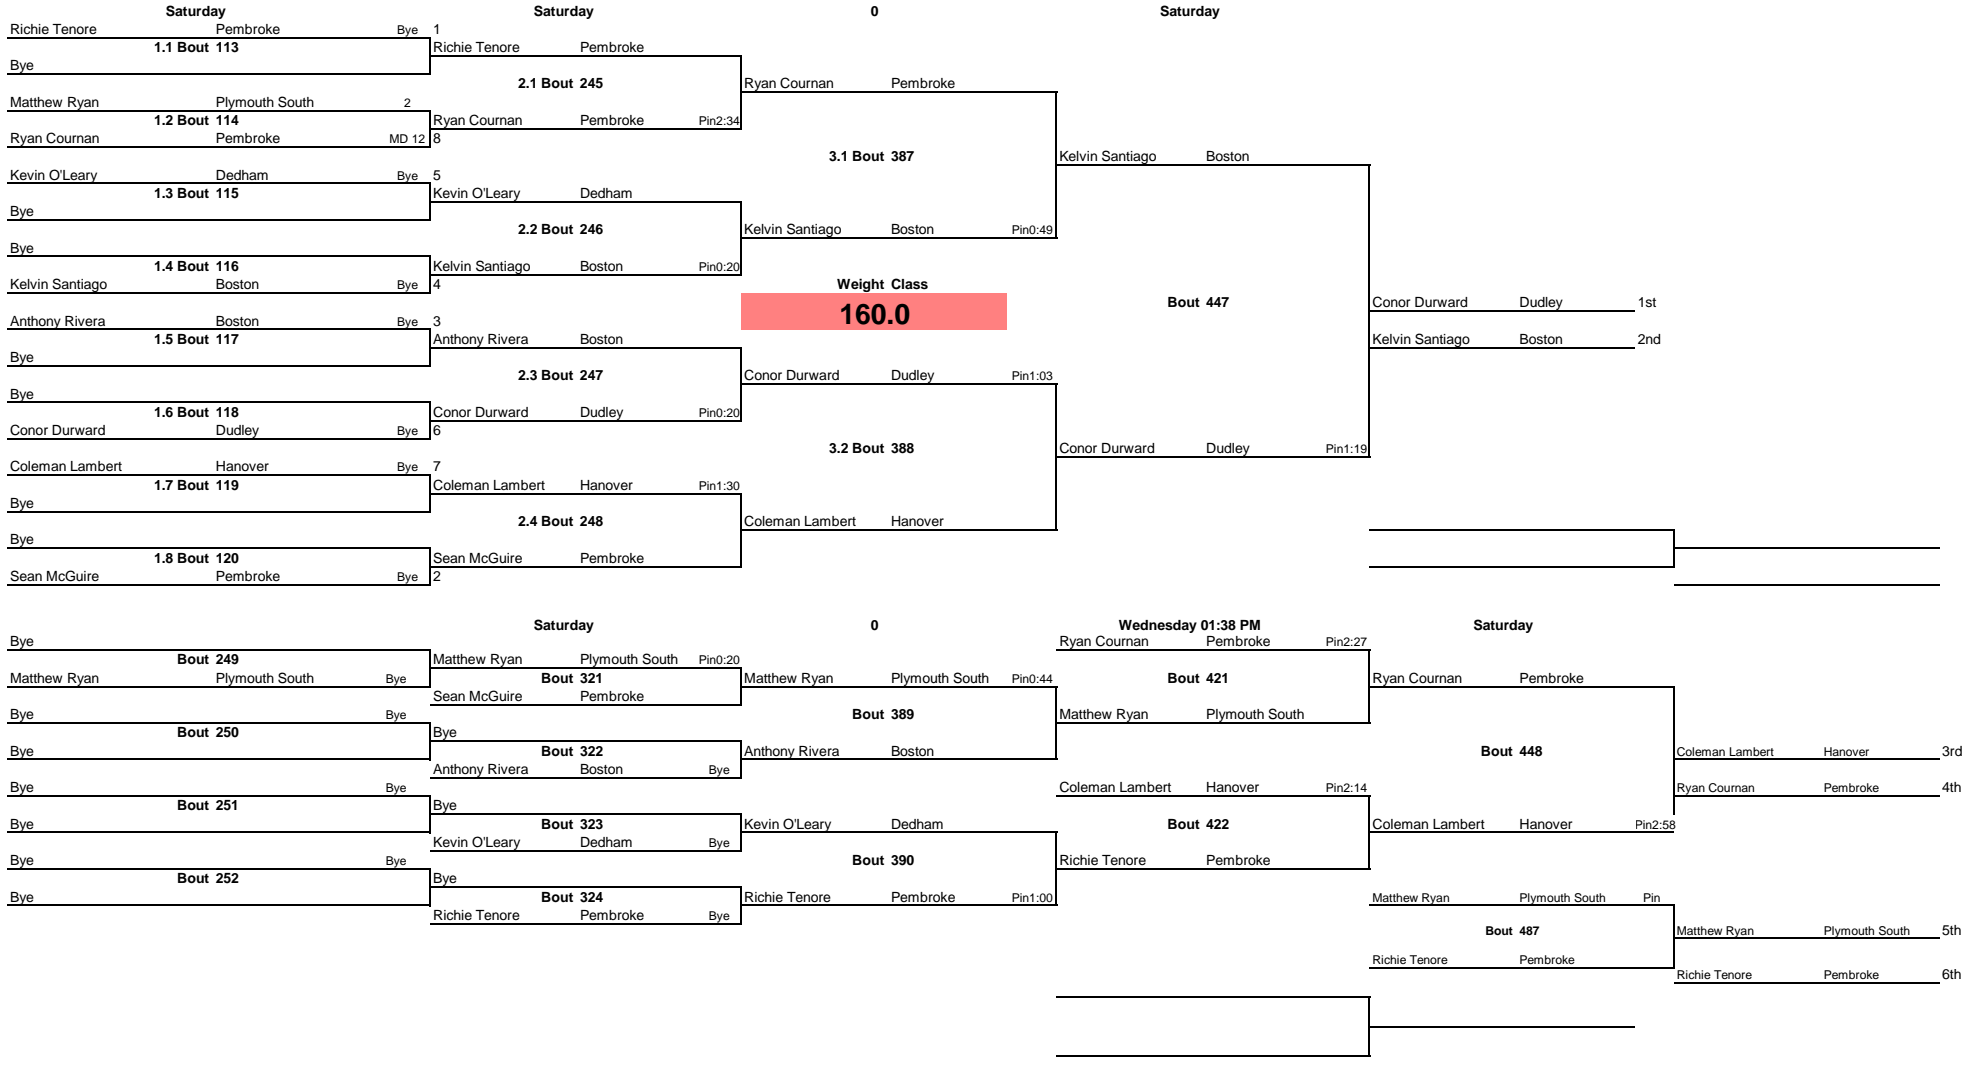 Saturday Saturday 0 Saturday
Richie Tenore Pembroke Bye 1
1.1 Bout 113 Richie Tenore Pembroke
Bye
2.1 Bout 245 Ryan Cournan Pembroke
Matthew Ryan Plymouth South 2
1.2 Bout 114 Ryan Cournan Pembroke Pin2:34
Ryan Cournan Pembroke MD 12 8
3.1 Bout 387 Kelvin Santiago Boston
Kevin O'Leary Dedham Bye 5
1.3 Bout 115 Kevin O'Leary Dedham
Bye
2.2 Bout 246 Kelvin Santiago Boston Pin0:49
Bye
1.4 Bout 116 Kelvin Santiago Boston Pin0:20
Kelvin Santiago Boston Bye 4 Weight Class
160.0 Bout 447 Conor Durward Dudley 1st
Anthony Rivera Boston Bye 3
1.5 Bout 117 Anthony Rivera Boston Kelvin Santiago Boston 2nd
Bye
2.3 Bout 247 Conor Durward Dudley Pin1:03
Bye
1.6 Bout 118 Conor Durward Dudley Pin0:20
Conor Durward Dudley Bye 6
3.2 Bout 388 Conor Durward Dudley Pin1:19
Coleman Lambert Hanover Bye 7
1.7 Bout 119 Coleman Lambert Hanover Pin1:30
Bye
2.4 Bout 248 Coleman Lambert Hanover
Bye
1.8 Bout 120 Sean McGuire Pembroke
Sean McGuire Pembroke Bye 2
Saturday 0 Wednesday 01:38 PM Saturday
Bye Ryan Cournan Pembroke Pin2:27
Bout 249 Matthew Ryan Plymouth South Pin0:20
Matthew Ryan Plymouth South Bye Bout 321 Matthew Ryan Plymouth South Pin0:44 Bout 421 Ryan Cournan Pembroke
Sean McGuire Pembroke
Bye Bye Bout 389 Matthew Ryan Plymouth South
Bout 250 Bye
Bye Bout 322 Anthony Rivera Boston Bout 448 Coleman Lambert Hanover 3rd
Anthony Rivera Boston Bye
Bye Bye Coleman Lambert Hanover Pin2:14 Ryan Cournan Pembroke 4th
Bout 251 Bye
Bye Bout 323 Kevin O'Leary Dedham Bout 422 Coleman Lambert Hanover Pin2:58
Kevin O'Leary Dedham Bye
Bye Bye Bout 390 Richie Tenore Pembroke
Bout 252 Bye
Bye Bout 324 Richie Tenore Pembroke Pin1:00 Matthew Ryan Plymouth South Pin
Richie Tenore Pembroke Bye
Bout 487 Matthew Ryan Plymouth South 5th
Richie Tenore Pembroke
Richie Tenore Pembroke 6th